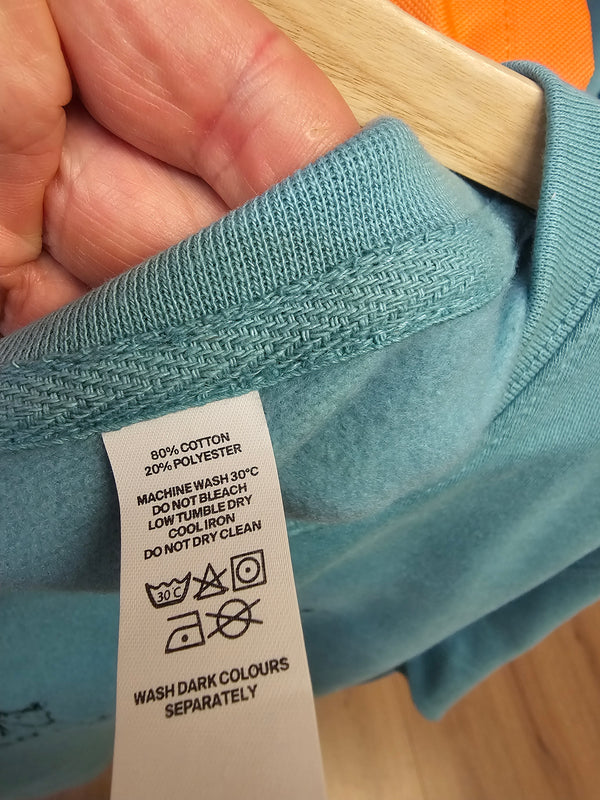 80% COTTON
20% POLYESTER
MACHINE WASH 30°C
DO NOT BLEACH
LOW TUMBLE DRY
COOL IRON
DO NOT DRY CLEAN
30°C
WASH DARK COLOURS
SEPARATELY